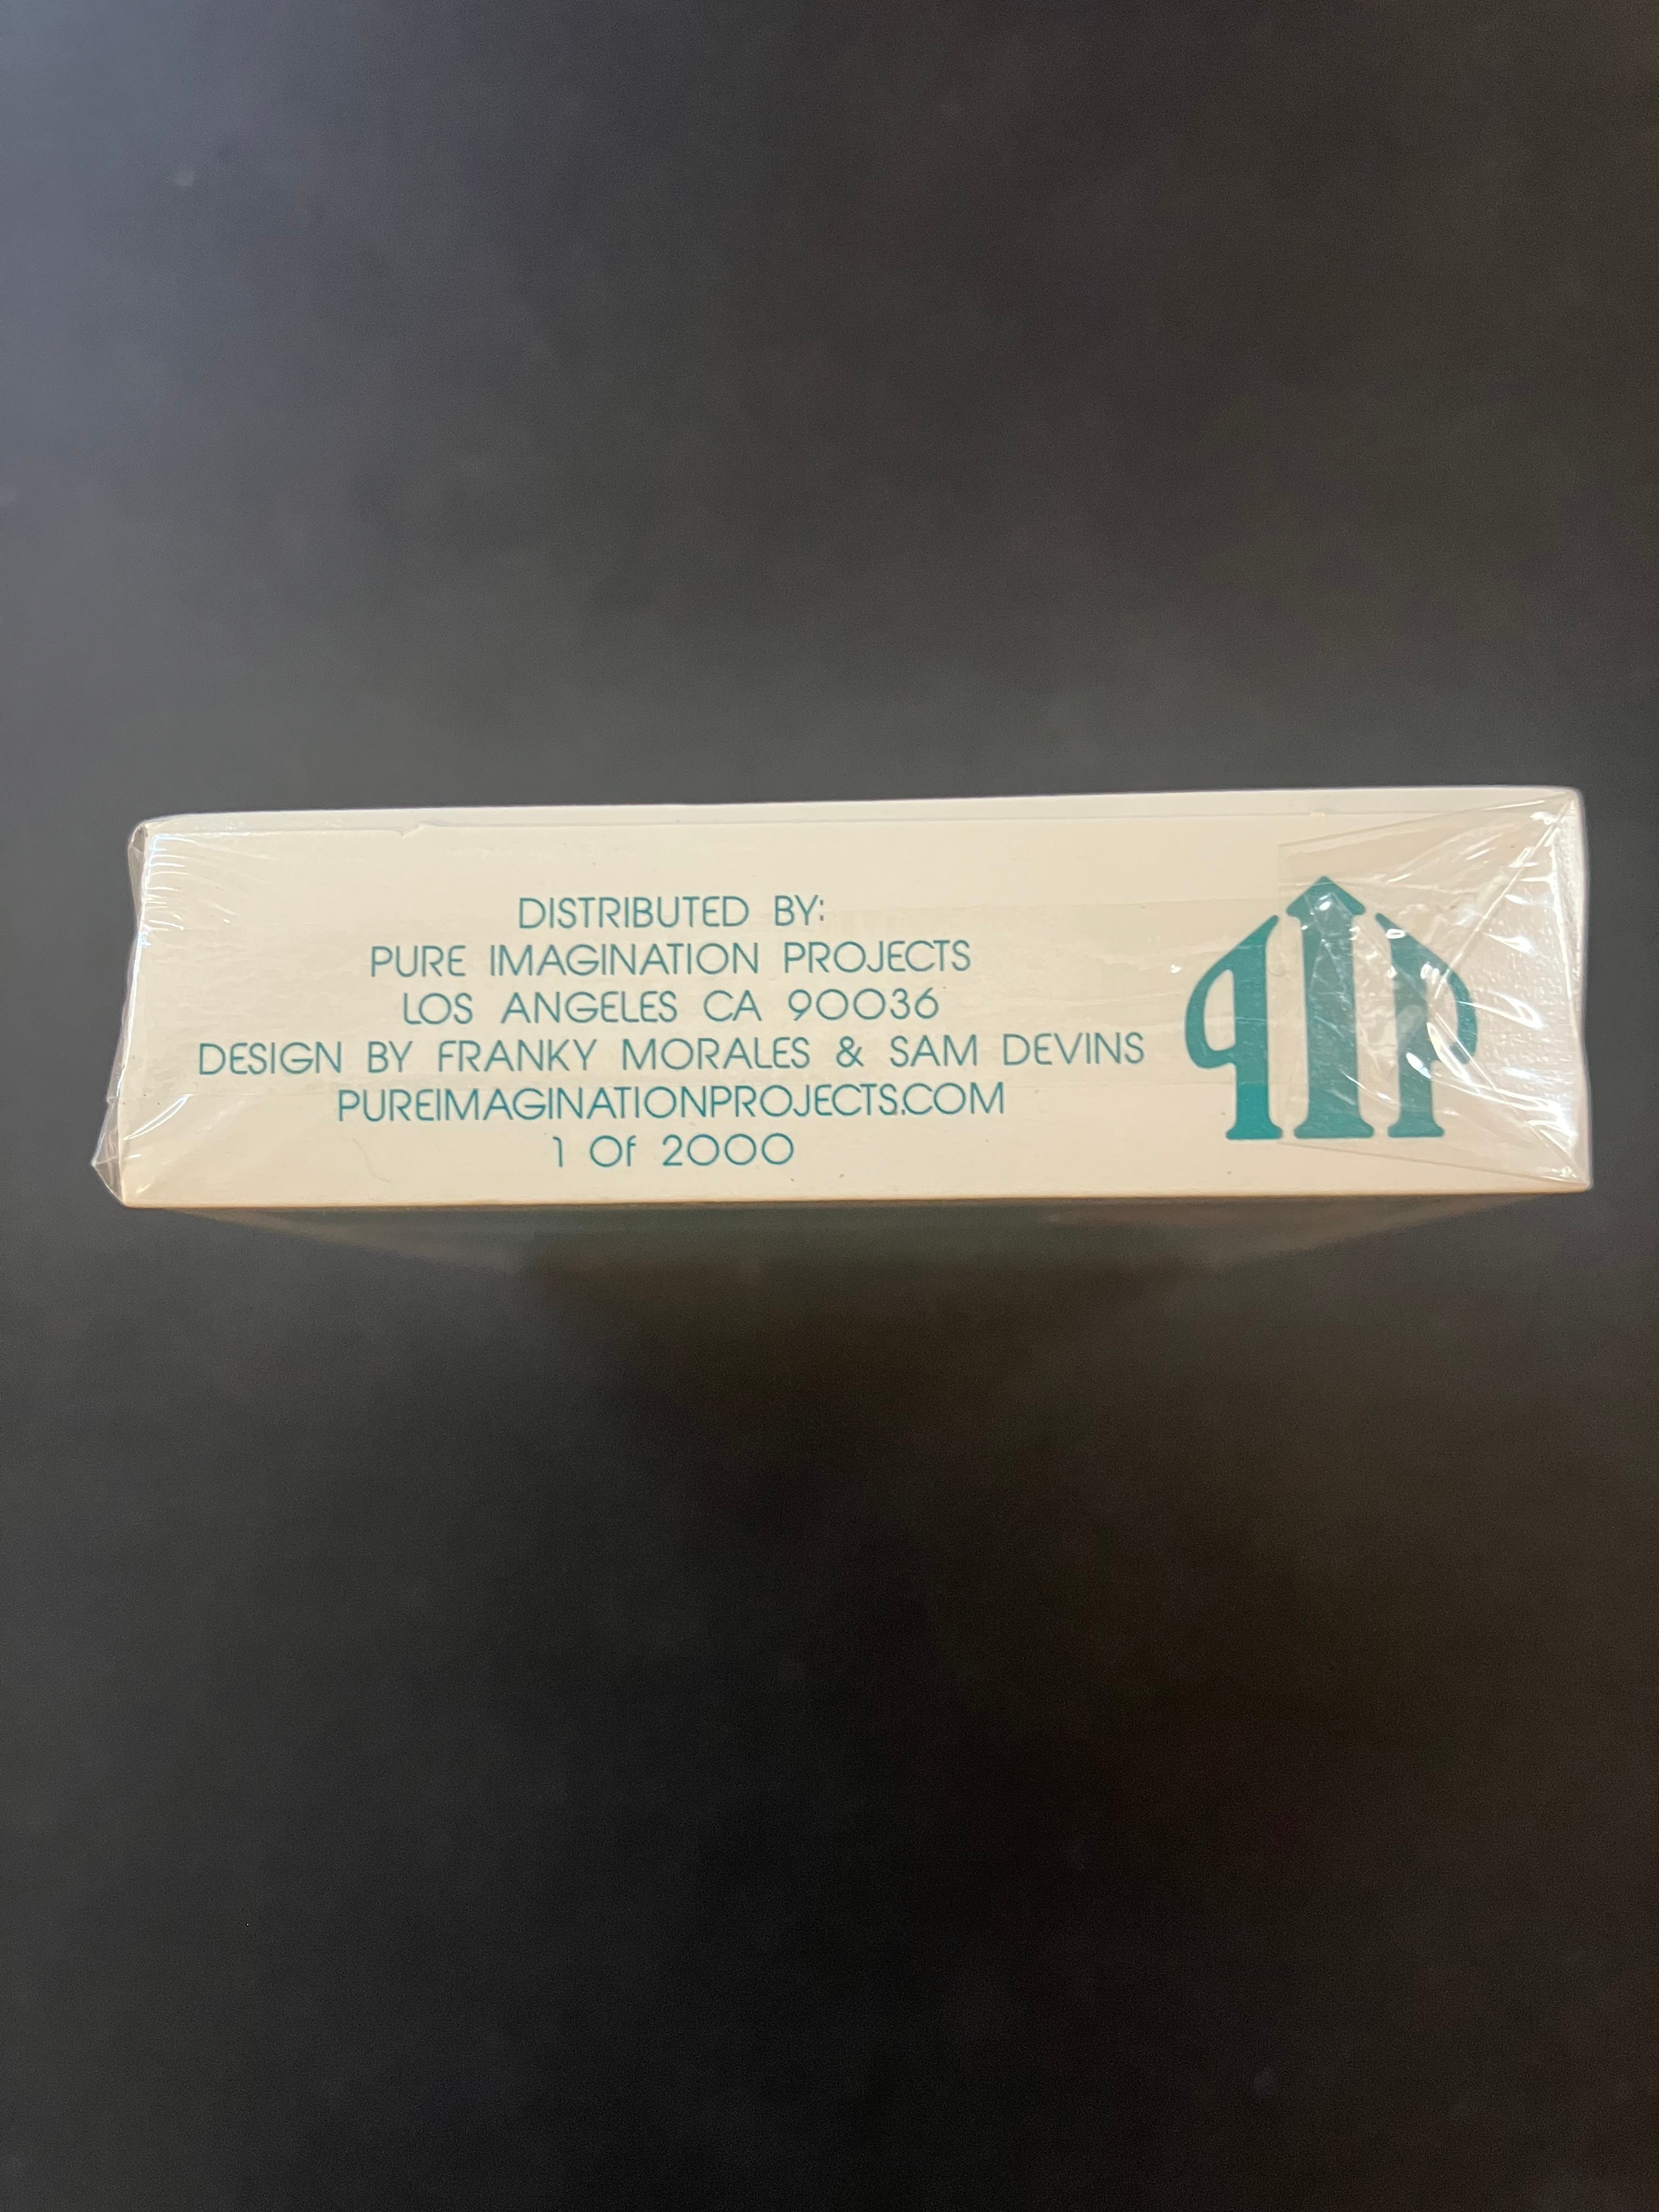 DISTRIBUTED BY:
PURE IMAGINATION PROJECTS
LOS ANGELES CA 90036
DESIGN BY FRANKY MORALES & SAM DEVINS
PUREIMAGINATIONPROJECTS.COM
1 Of 2000
PIP